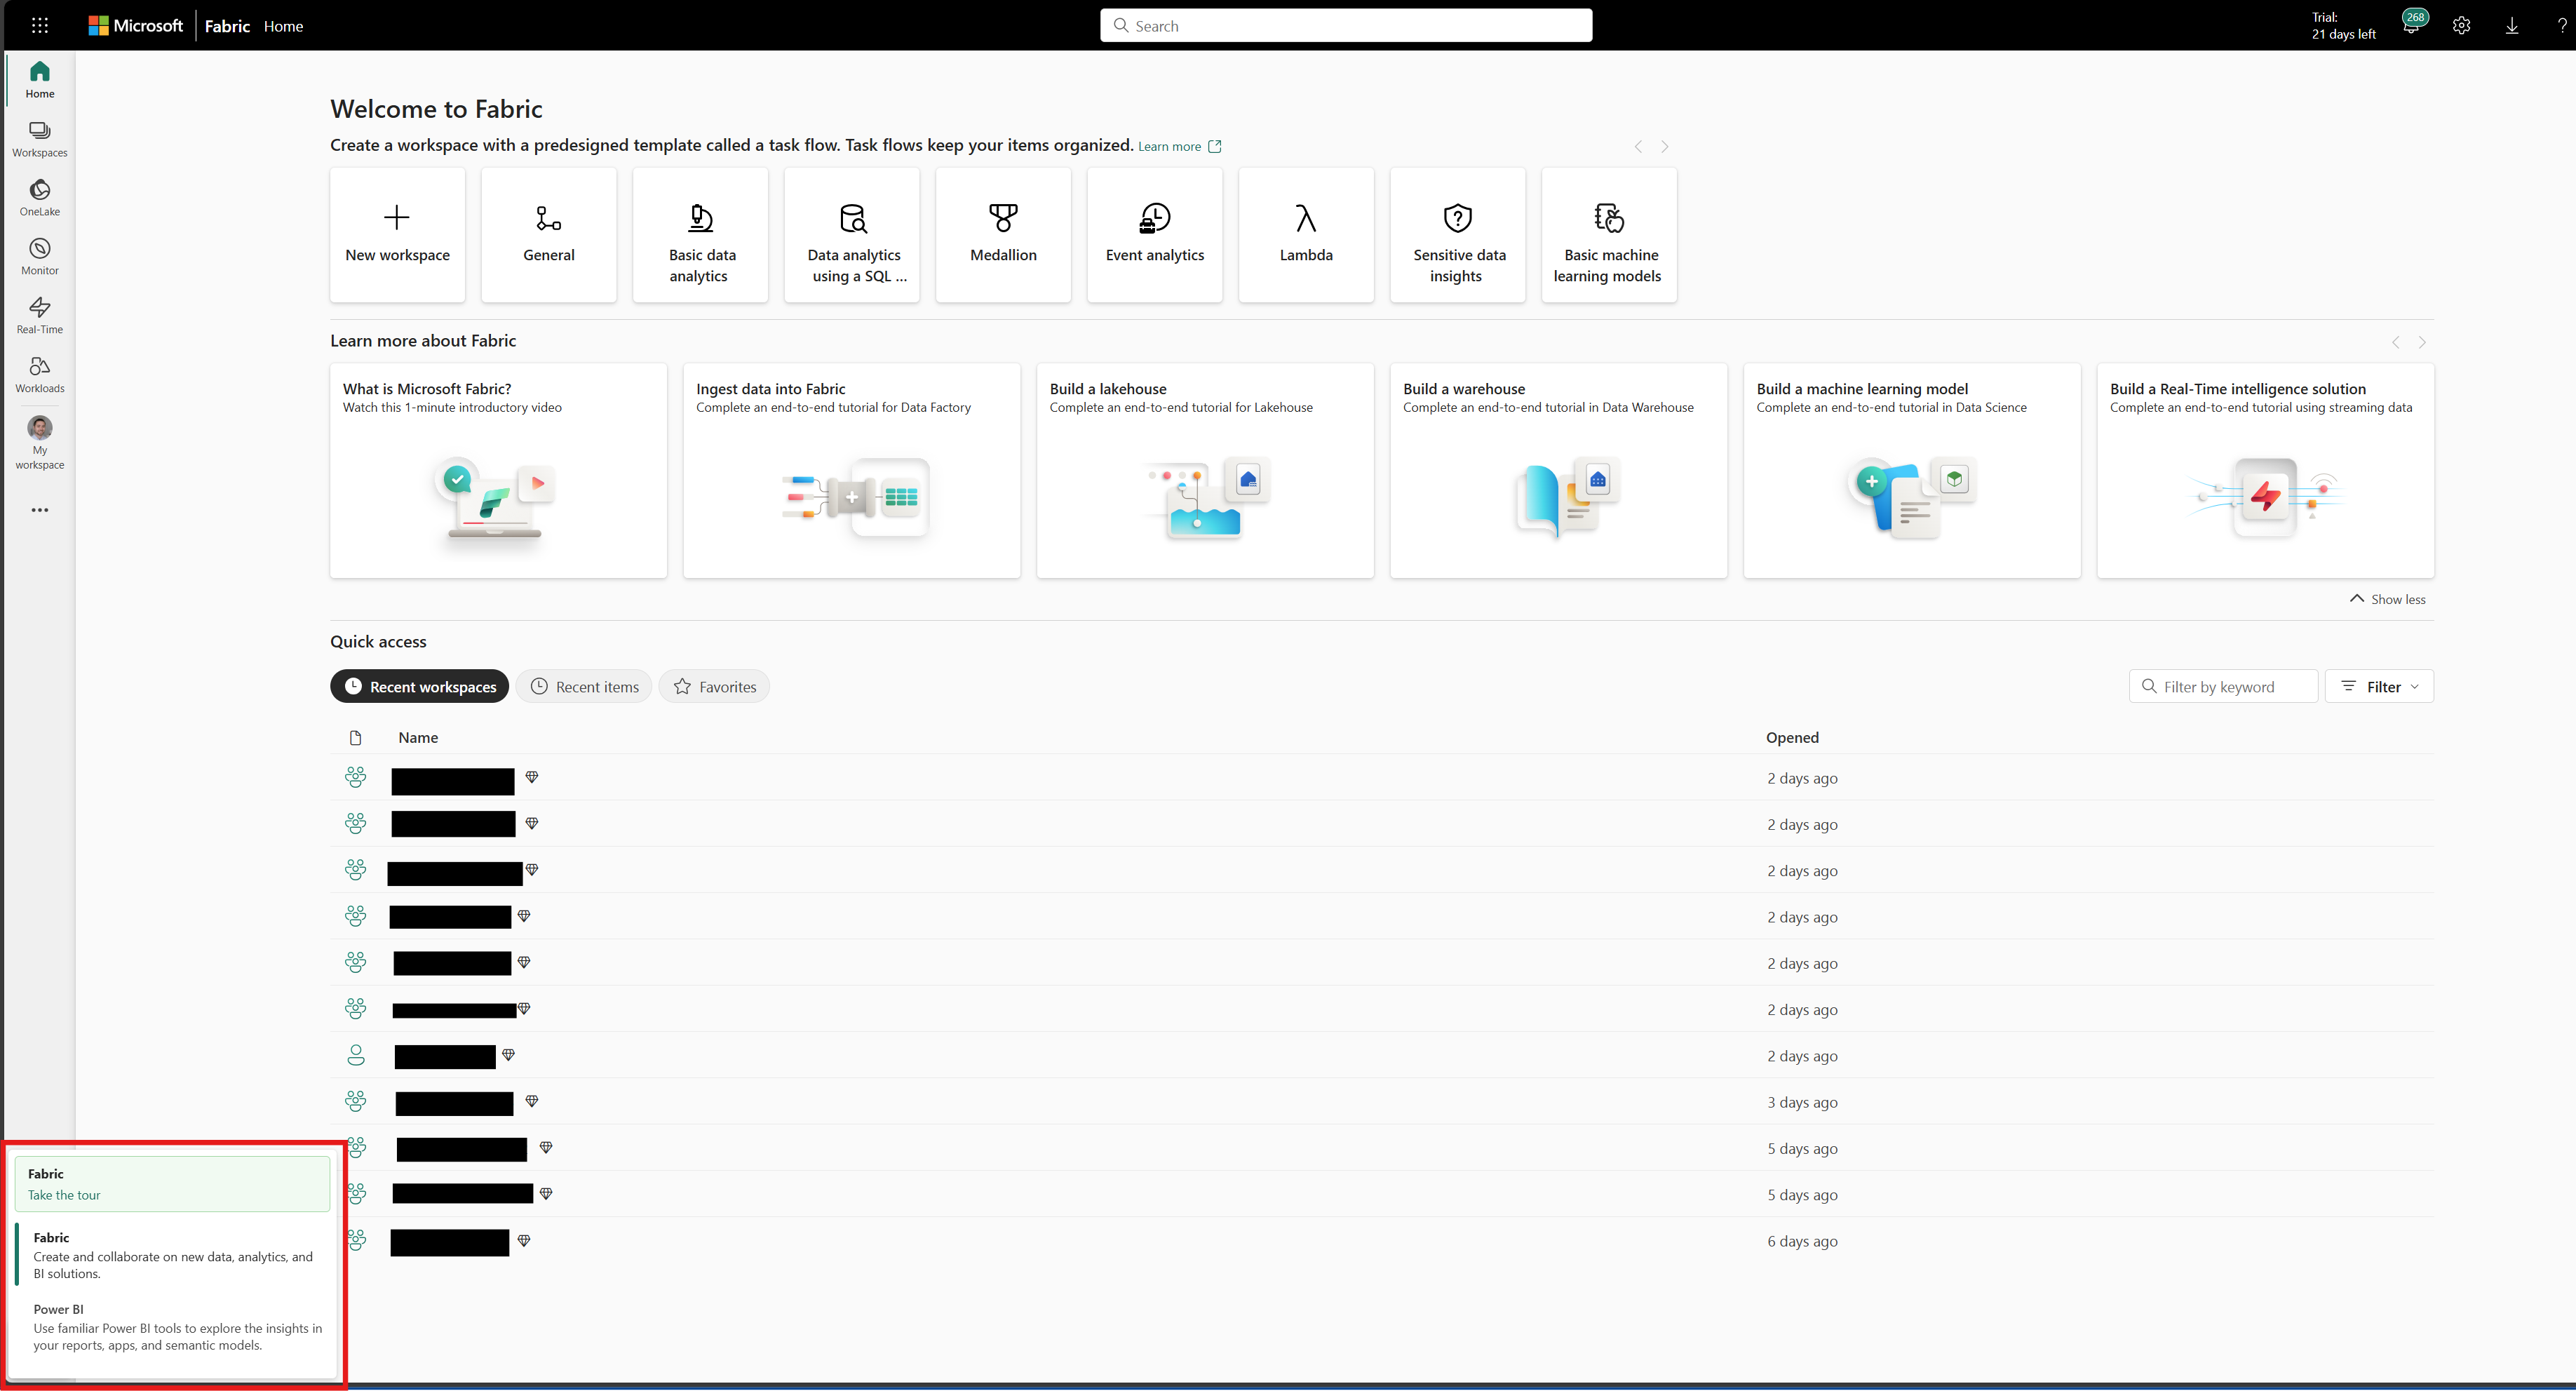 Microsoft Fabric Home
Search
Trial:
21 days left
268
?
Home
Workspaces
OneLake
Monitor
Real-Time
Workloads
My
workspace
Welcome to Fabric
Create a workspace with a predesigned template called a task flow. Task flows keep your items organized. Learn more
New workspace
General
Basic data
analytics
Data analytics
using a SQL ...
Medallion
Event analytics
Lambda
Sensitive data
insights
Basic machine
learning models
Learn more about Fabric
What is Microsoft Fabric?
Watch this 1-minute introductory video
Ingest data into Fabric
Complete an end-to-end tutorial for Data Factory
Build a lakehouse
Complete an end-to-end tutorial for Lakehouse
Build a warehouse
Complete an end-to-end tutorial in Data Warehouse
Build a machine learning model
Complete an end-to-end tutorial in Data Science
Build a Real-Time intelligence solution
Complete an end-to-end tutorial using streaming data
Show less
Quick access
Recent workspaces
Recent items
Favorites
Filter by keyword
Filter
Name
Opened
2 days ago
2 days ago
2 days ago
2 days ago
2 days ago
2 days ago
2 days ago
3 days ago
5 days ago
5 days ago
6 days ago
Fabric
Take the tour
Fabric
Create and collaborate on new data, analytics, and
BI solutions.
Power BI
Use familiar Power BI tools to explore the insights in
your reports, apps, and semantic models.